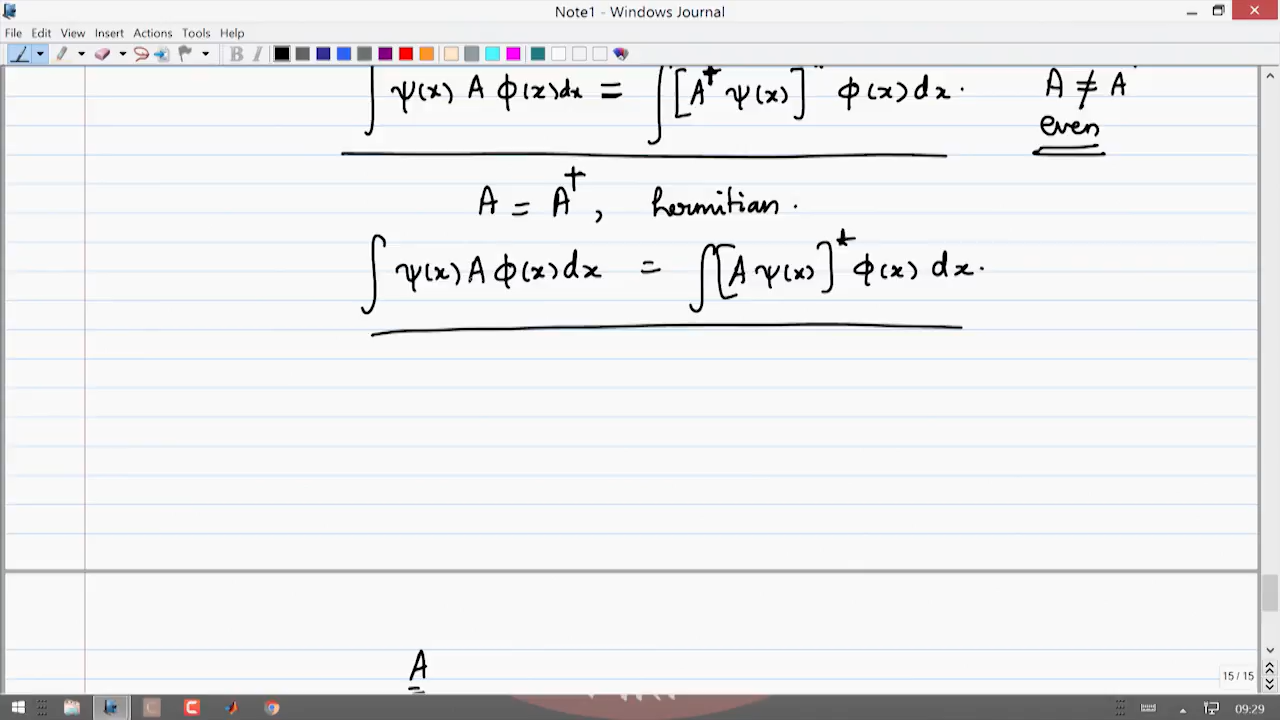 Note1 - Windows Journal
File Edit View Insert Actions Tools Help
B I
∫ ψ(x) A ϕ(x)dx = ∫ [A† ψ(x)]* ϕ(x) dx.
A ≠ A
even
A = A†, hermitian.
∫ ψ(x) A ϕ(x) dx = ∫ [A ψ(x)]* ϕ(x) dx.
A
15 / 15
09:29